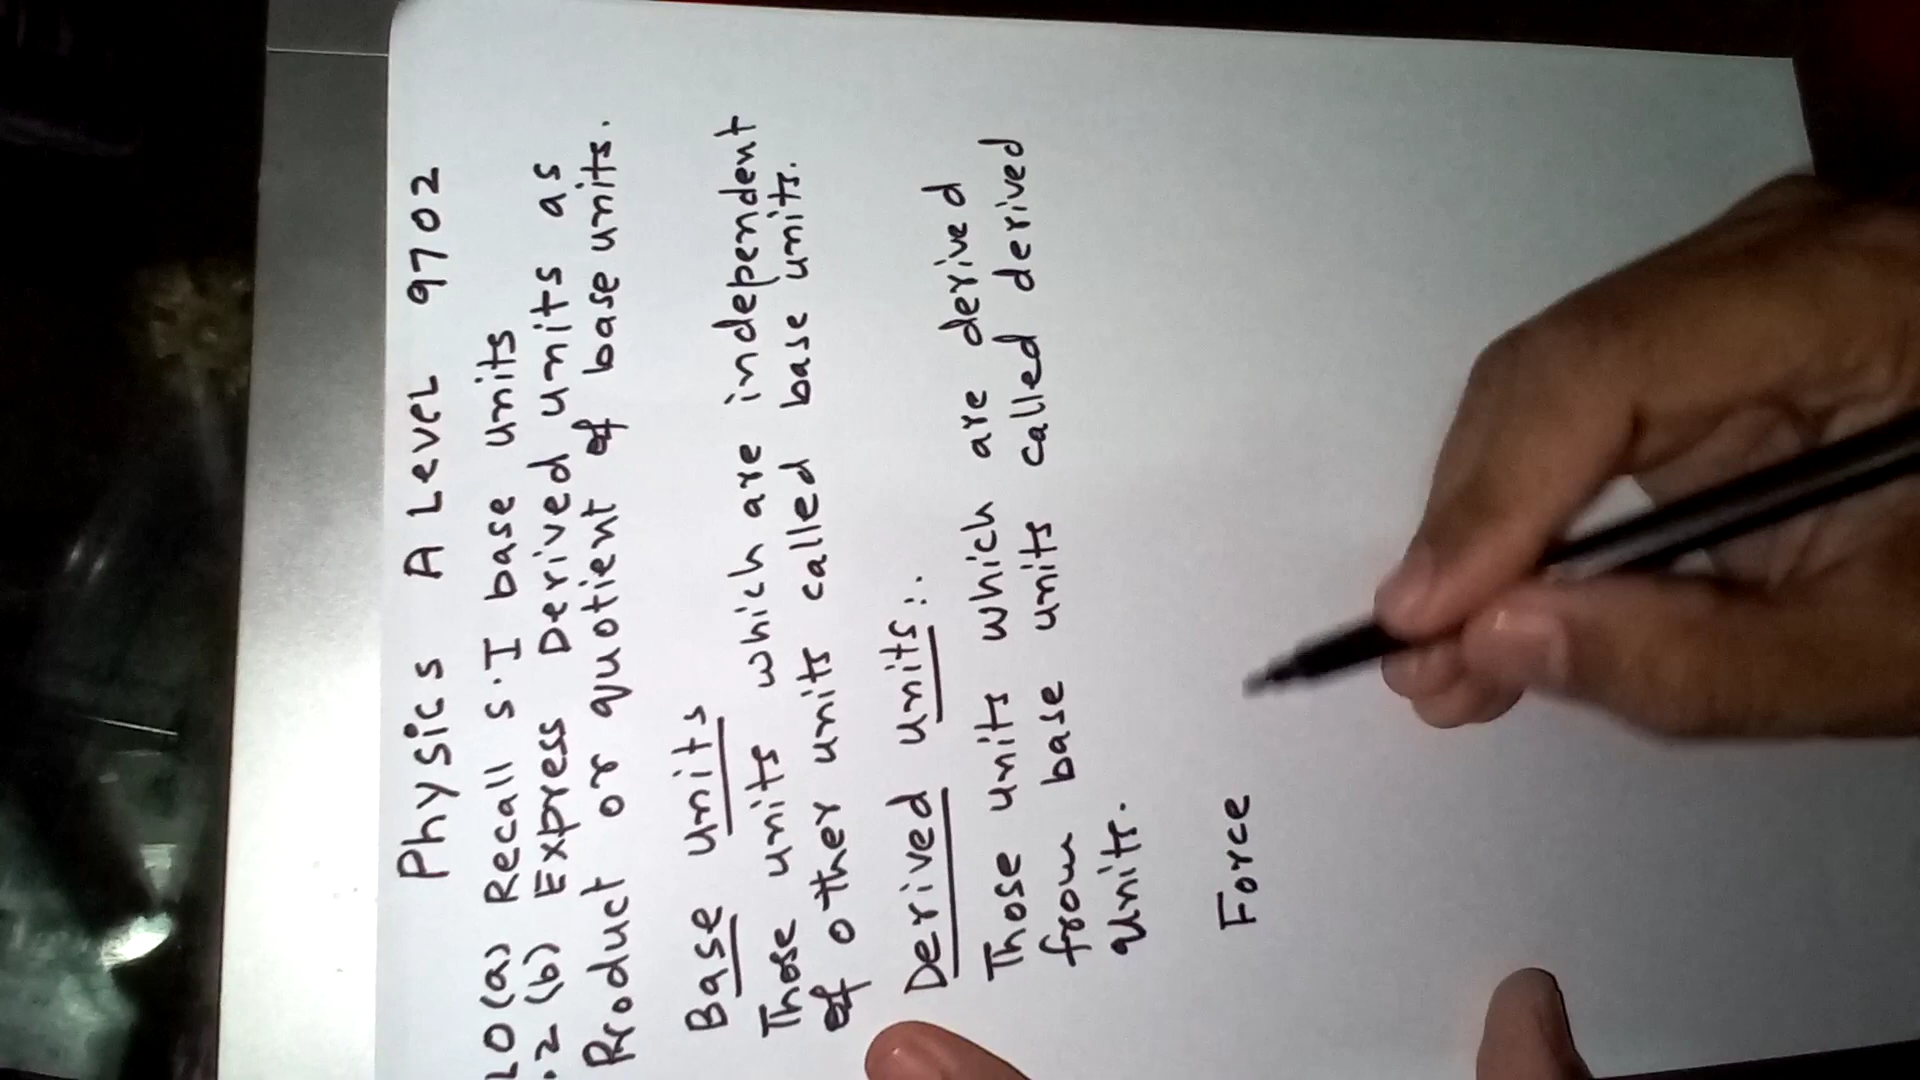 Physics A Level 9702
LO (a) Recall S.I base units
.2 (b) Express Derived units as
Product or quotient of base units.
Base units
Those units which are independent
of other units called base units.
Derived units:.
Those units which are derived
from base units called derived
units.
Force